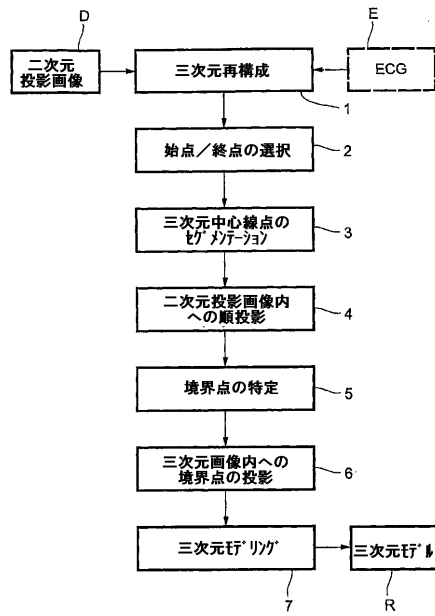 D
二次元
投影画像
三次元再構成
1
E
ECG
始点／終点の選択
2
三次元中心線点の
ｾｸﾞﾒﾝﾃｰｼｮﾝ
3
二次元投影画像内
への順投影
4
境界点の特定
5
三次元画像内への
境界点の投影
6
三次元ﾓﾃﾞﾘﾝｸﾞ
7
三次元ﾓﾃﾞﾙ
R